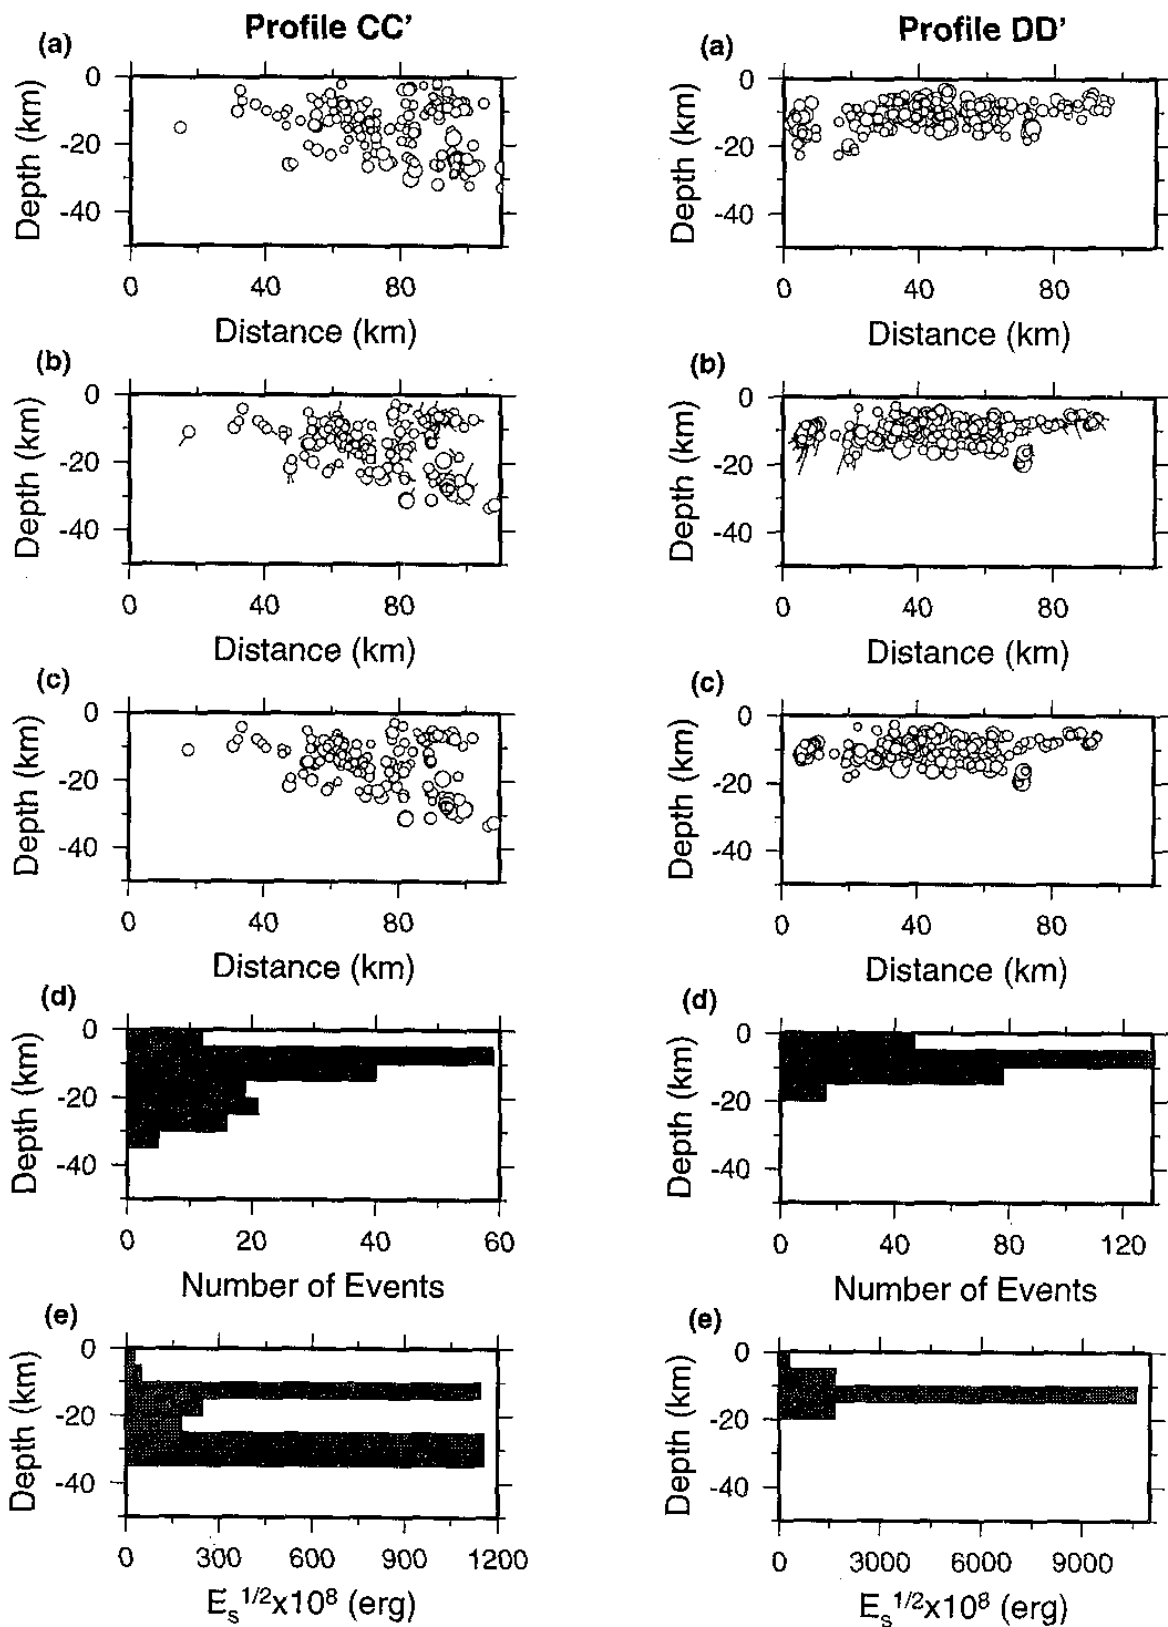 Profile CC'
(a)
0
-20
-40
Depth (km)
0 40 80
Distance (km)
(b)
0
-20
-40
Depth (km)
0 40 80
Distance (km)
(c)
0
-20
-40
Depth (km)
0 40 80
Distance (km)
(d)
0
-20
-40
Depth (km)
0 20 40 60
Number of Events
(e)
0
-20
-40
Depth (km)
0 300 600 900 1200
Es1/2x108 (erg)
Profile DD'
(a)
0
-20
-40
Depth (km)
0 40 80
Distance (km)
(b)
0
-20
-40
Depth (km)
0 40 80
Distance (km)
(c)
0
-20
-40
Depth (km)
0 40 80
Distance (km)
(d)
0
-20
-40
Depth (km)
0 40 80 120
Number of Events
(e)
0
-20
-40
Depth (km)
0 3000 6000 9000
Es1/2x108 (erg)